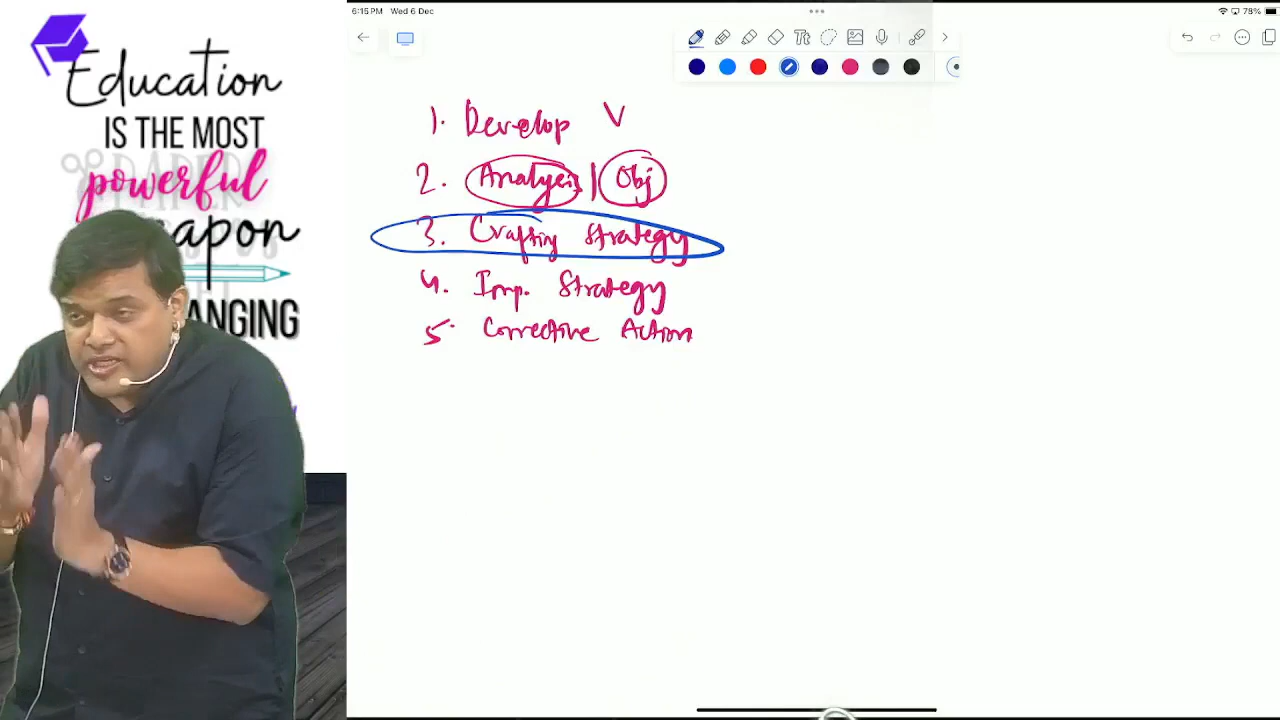 6:15 PM Wed 6 Dec
78%
Education
IS THE MOST
powerful
apon
ANGING
1. Develop V
2. Analysis | Obj
3. Crafting Strategy
4. Imp. Strategy
5. Corrective Action